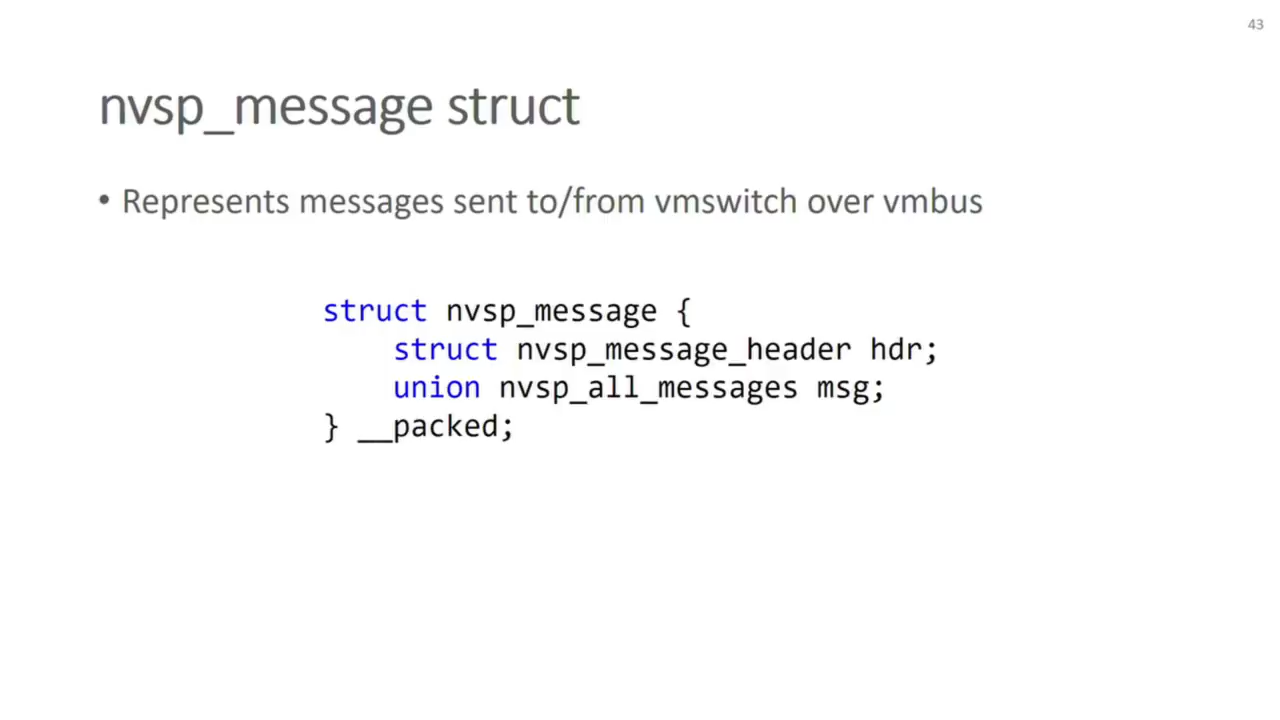 43
nvsp_message struct
• Represents messages sent to/from vmswitch over vmbus
struct nvsp_message {
    struct nvsp_message_header hdr;
    union nvsp_all_messages msg;
} __packed;